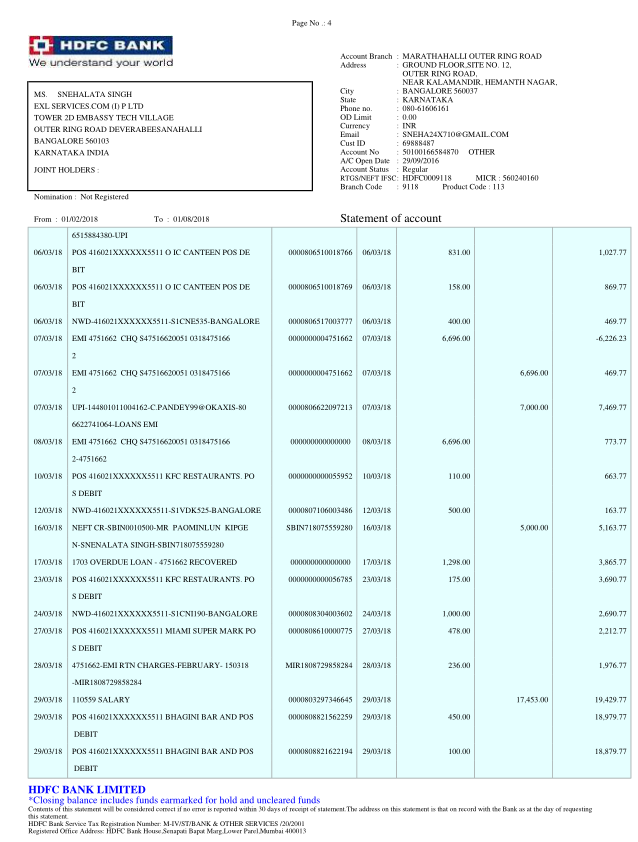 Page No .: 4
HDFC BANK
We understand your world
MS. SNEHALATA SINGH
EXL SERVICES.COM (I) P LTD
TOWER 2D EMBASSY TECH VILLAGE
OUTER RING ROAD DEVERABEESANAHALLI
BANGALORE 560103
KARNATAKA INDIA
JOINT HOLDERS :
Nomination : Not Registered
Account Branch : MARATHAHALLI OUTER RING ROAD
Address : GROUND FLOOR,SITE NO. 12,
OUTER RING ROAD,
NEAR KALAMANDIR, HEMANTH NAGAR,
City : BANGALORE 560037
State : KARNATAKA
Phone no. : 080-61606161
OD Limit : 0.00
Currency : INR
Email : SNEHA24X710@GMAIL.COM
Cust ID : 69888487
Account No : 50100166584870 OTHER
A/C Open Date : 29/09/2016
Account Status : Regular
RTGS/NEFT IFSC: HDFC0009118 MICR : 560240160
Branch Code : 9118 Product Code : 113
From : 01/02/2018 To : 01/08/2018 Statement of account
6515884380-UPI
06/03/18 POS 416021XXXXXX5511 O IC CANTEEN POS DE 0000806510018766 06/03/18 831.00 1,027.77
BIT
06/03/18 POS 416021XXXXXX5511 O IC CANTEEN POS DE 0000806510018769 06/03/18 158.00 869.77
BIT
06/03/18 NWD-416021XXXXXX5511-S1CNE535-BANGALORE 0000806517003777 06/03/18 400.00 469.77
07/03/18 EMI 4751662 CHQ S47516620051 0318475166 0000000004751662 07/03/18 6,696.00 -6,226.23
2
07/03/18 EMI 4751662 CHQ S47516620051 0318475166 0000000004751662 07/03/18 6,696.00 469.77
2
07/03/18 UPI-144801011004162-C.PANDEY99@OKAXIS-80 0000806622097213 07/03/18 7,000.00 7,469.77
6622741064-LOANS EMI
08/03/18 EMI 4751662 CHQ S47516620051 0318475166 0000000000000000 08/03/18 6,696.00 773.77
2-4751662
10/03/18 POS 416021XXXXXX5511 KFC RESTAURANTS. PO 0000000000055952 10/03/18 110.00 663.77
S DEBIT
12/03/18 NWD-416021XXXXXX5511-S1VDK525-BANGALORE 0000807106003486 12/03/18 500.00 163.77
16/03/18 NEFT CR-SBIN0010500-MR PAOMINLUN KIPGE SBIN718075559280 16/03/18 5,000.00 5,163.77
N-SNENALATA SINGH-SBIN718075559280
17/03/18 1703 OVERDUE LOAN - 4751662 RECOVERED 0000000000000000 17/03/18 1,298.00 3,865.77
23/03/18 POS 416021XXXXXX5511 KFC RESTAURANTS. PO 0000000000056785 23/03/18 175.00 3,690.77
S DEBIT
24/03/18 NWD-416021XXXXXX5511-S1CNI190-BANGALORE 0000808304003602 24/03/18 1,000.00 2,690.77
27/03/18 POS 416021XXXXXX5511 MIAMI SUPER MARK PO 0000808610000775 27/03/18 478.00 2,212.77
S DEBIT
28/03/18 4751662-EMI RTN CHARGES-FEBRUARY- 150318 MIR1808729858284 28/03/18 236.00 1,976.77
-MIR1808729858284
29/03/18 110559 SALARY 0000803297346645 29/03/18 17,453.00 19,429.77
29/03/18 POS 416021XXXXXX5511 BHAGINI BAR AND POS 0000808821562259 29/03/18 450.00 18,979.77
DEBIT
29/03/18 POS 416021XXXXXX5511 BHAGINI BAR AND POS 0000808821622194 29/03/18 100.00 18,879.77
DEBIT
HDFC BANK LIMITED
*Closing balance includes funds earmarked for hold and uncleared funds
Contents of this statement will be considered correct if no error is reported within 30 days of receipt of statement.The address on this statement is that on record with the Bank as at the day of requesting
this statement.
HDFC Bank Service Tax Registration Number: M-IV/ST/BANK & OTHER SERVICES /20/2001
Registered Office Address: HDFC Bank House,Senapati Bapat Marg,Lower Parel,Mumbai 400013